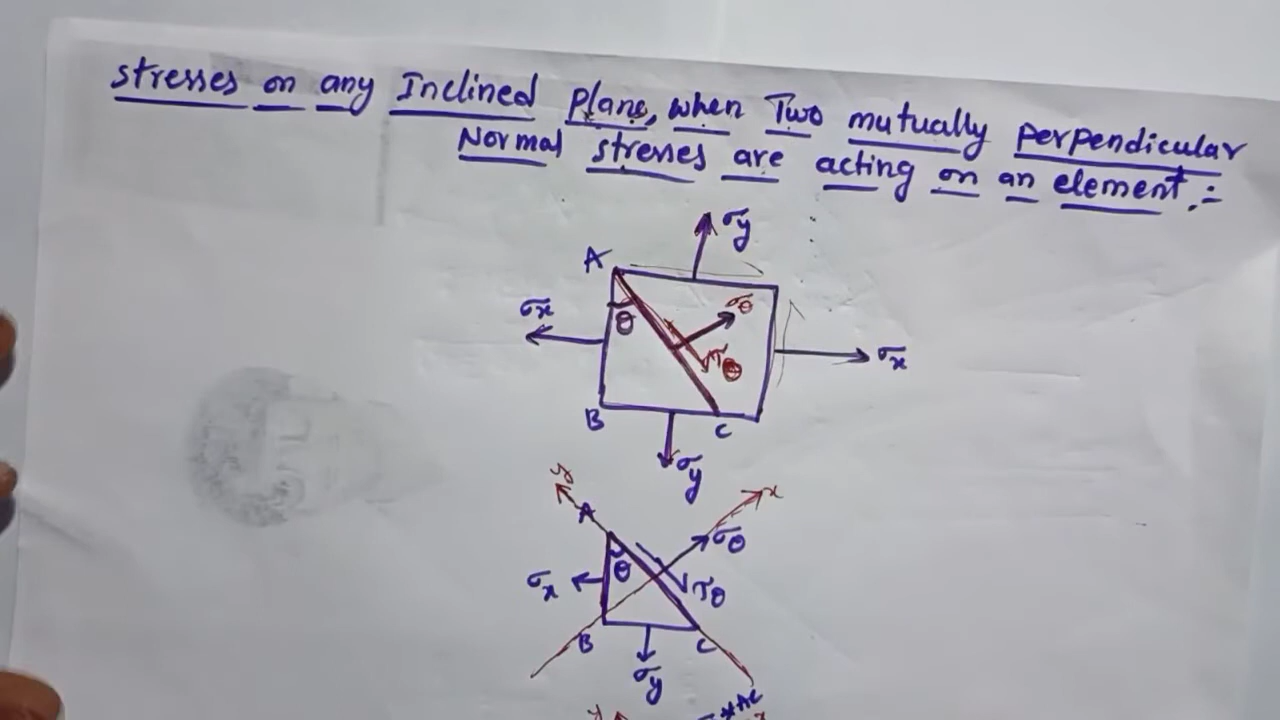 stresses on any Inclined plane, when Two mutually perpendicular
Normal stresses are acting on an element :-
σy
A
σx
θ
σθ
τθ
σx
B
C
σy
y
x
A
σθ
σx
θ
τθ
B
C
σy
y
x